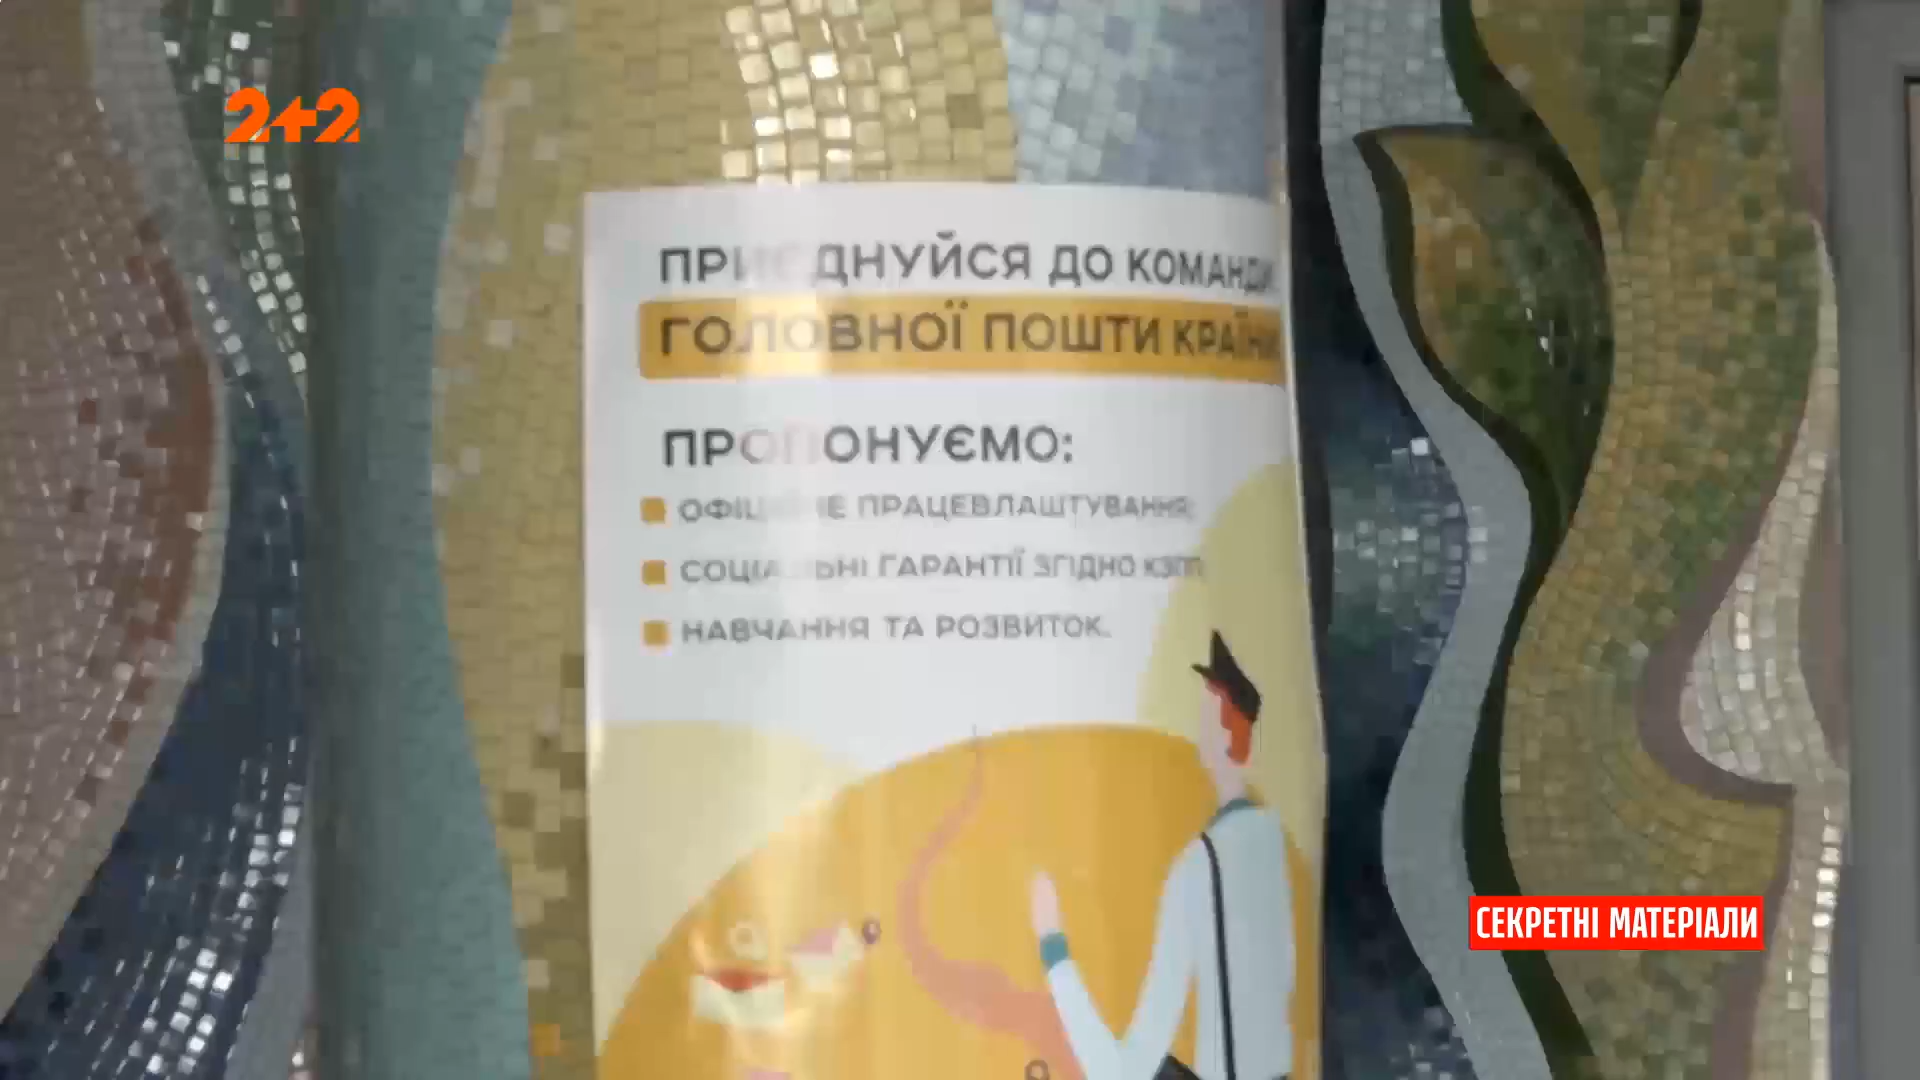 2+2
ПРИЄДНУЙСЯ ДО КОМАНДИ
ГОЛОВНОЇ ПОШТИ КРАЇНИ
ПРОПОНУЄМО:
ОФІЦІЙНЕ ПРАЦЕВЛАШТУВАННЯ;
СОЦІАЛЬНІ ГАРАНТІЇ ЗГІДНО КЗПП
НАВЧАННЯ ТА РОЗВИТОК.
СЕКРЕТНІ МАТЕРІАЛИ